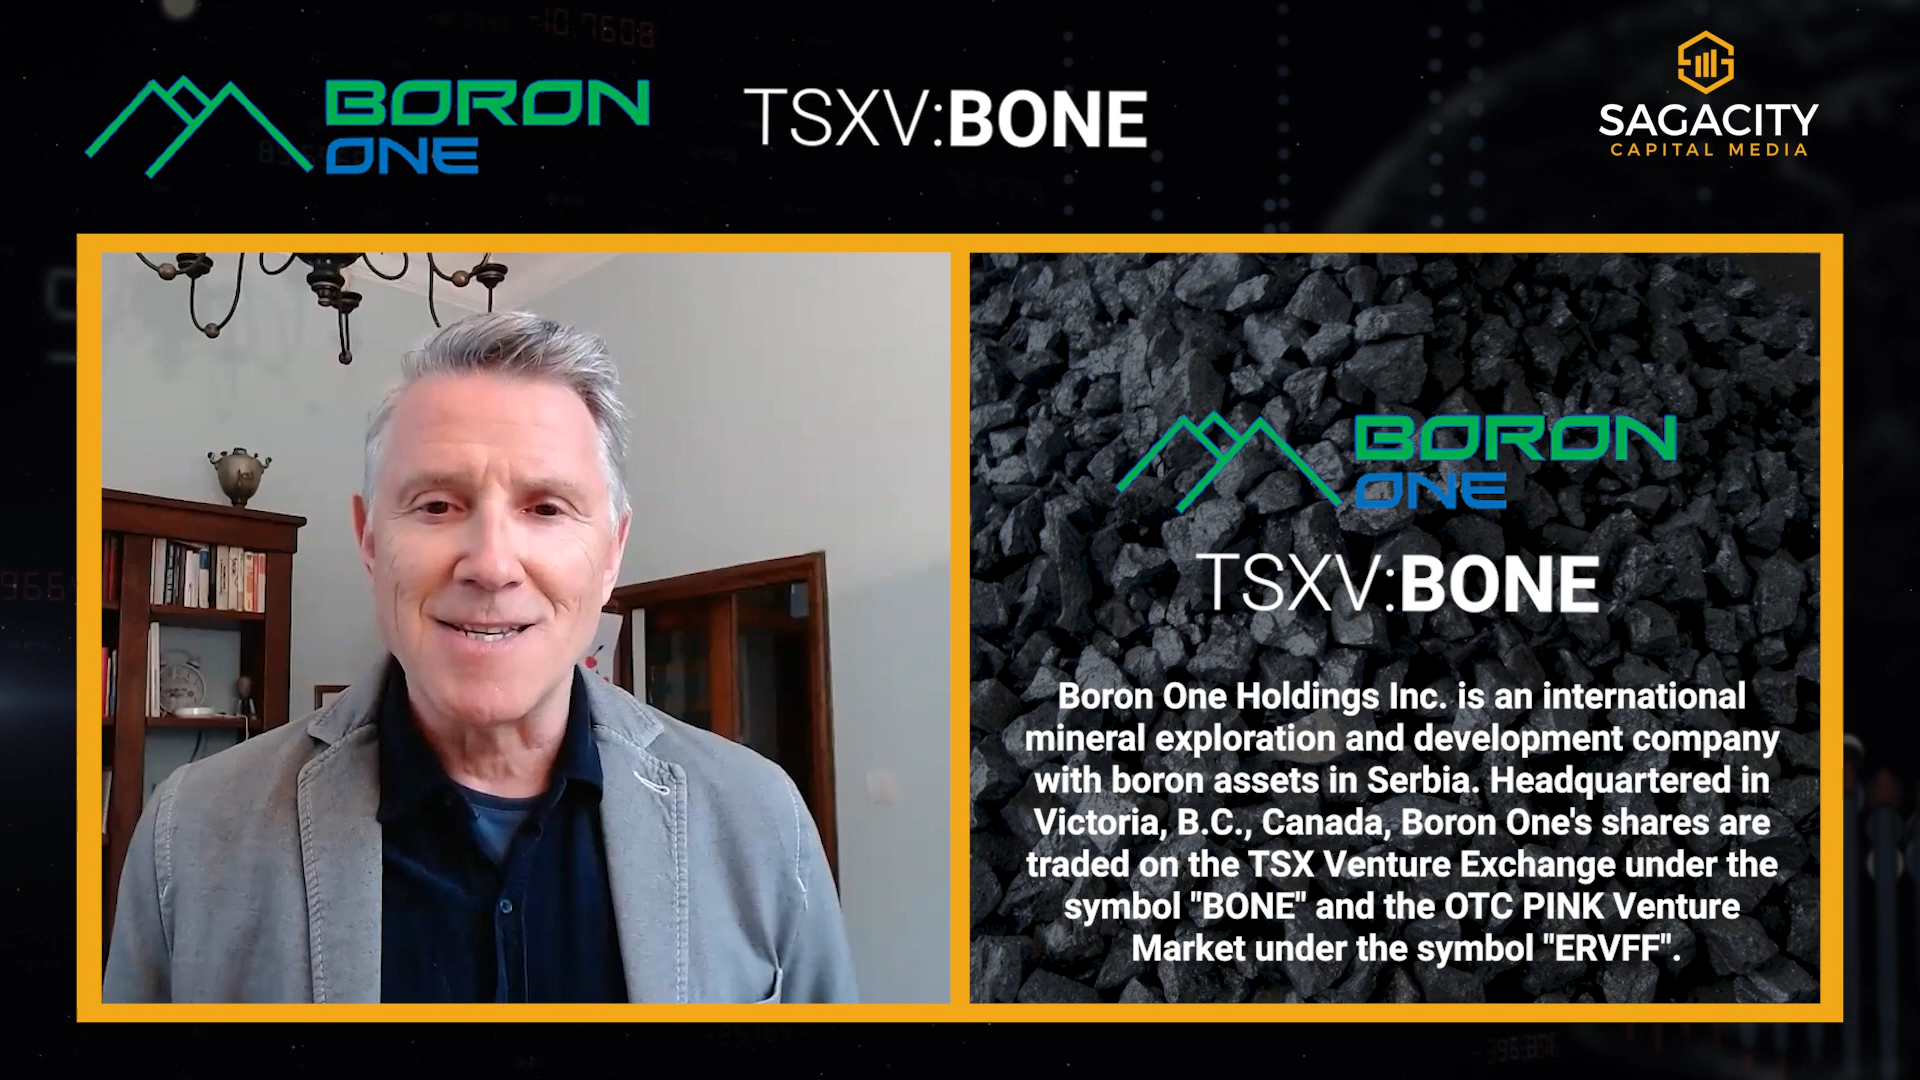 BORON
ONE
TSXV:BONE
SAGACITY
CAPITAL MEDIA
BORON
ONE
TSXV:BONE
Boron One Holdings Inc. is an international
mineral exploration and development company
with boron assets in Serbia. Headquartered in
Victoria, B.C., Canada, Boron One's shares are
traded on the TSX Venture Exchange under the
symbol "BONE" and the OTC PINK Venture
Market under the symbol "ERVFF".